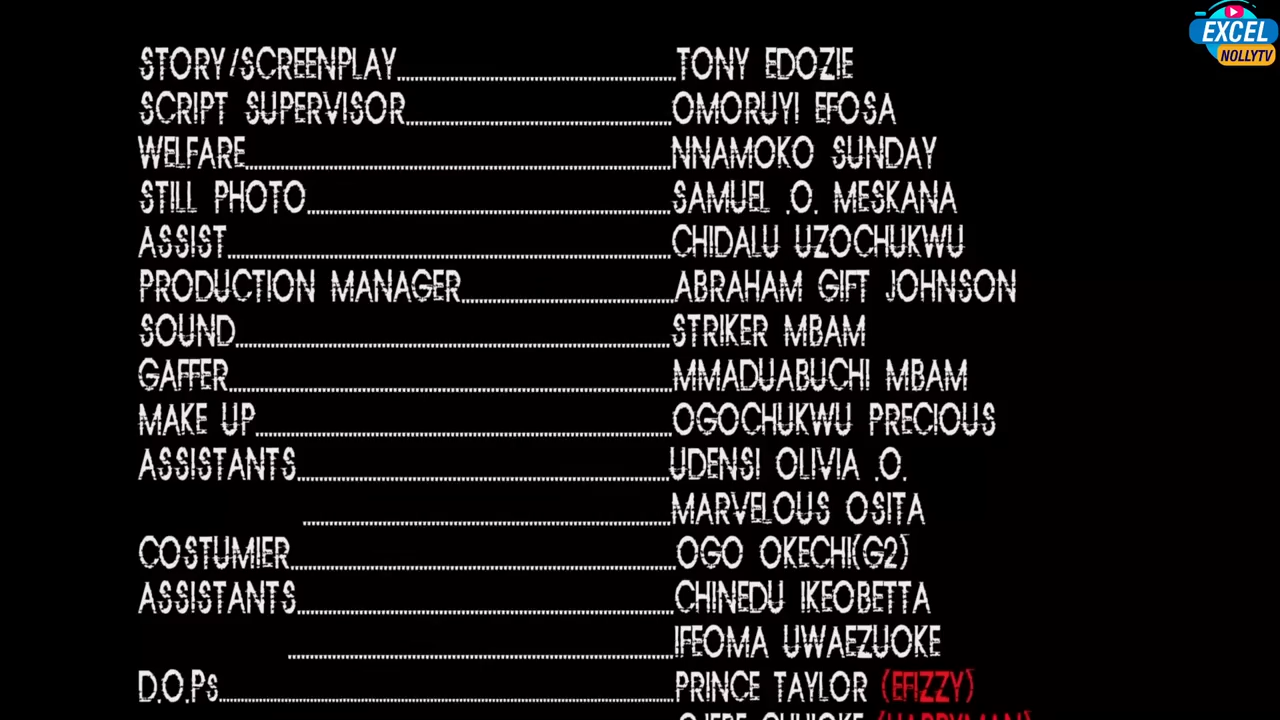 EXCEL
NOLLYTV
STORY/SCREENPLAY............TONY EDOZIE
SCRIPT SUPERVISOR............OMORUYI EFOSA
WELFARE............NNAMOKO SUNDAY
STILL PHOTO............SAMUEL .O. MESKANA
ASSIST............CHIDALU UZOCHUKWU
PRODUCTION MANAGER............ABRAHAM GIFT JOHNSON
SOUND............STRIKER MBAM
GAFFER............MMADUABUCHI MBAM
MAKE UP............OGOCHUKWU PRECIOUS
ASSISTANTS............UDENSI OLIVIA .O.
............MARVELOUS OSITA
COSTUMIER............OGO OKECHI(G2)
ASSISTANTS............CHINEDU IKEOBETTA
............IFEOMA UWAEZUOKE
D.O.Ps............PRINCE TAYLOR (EFIZZY)